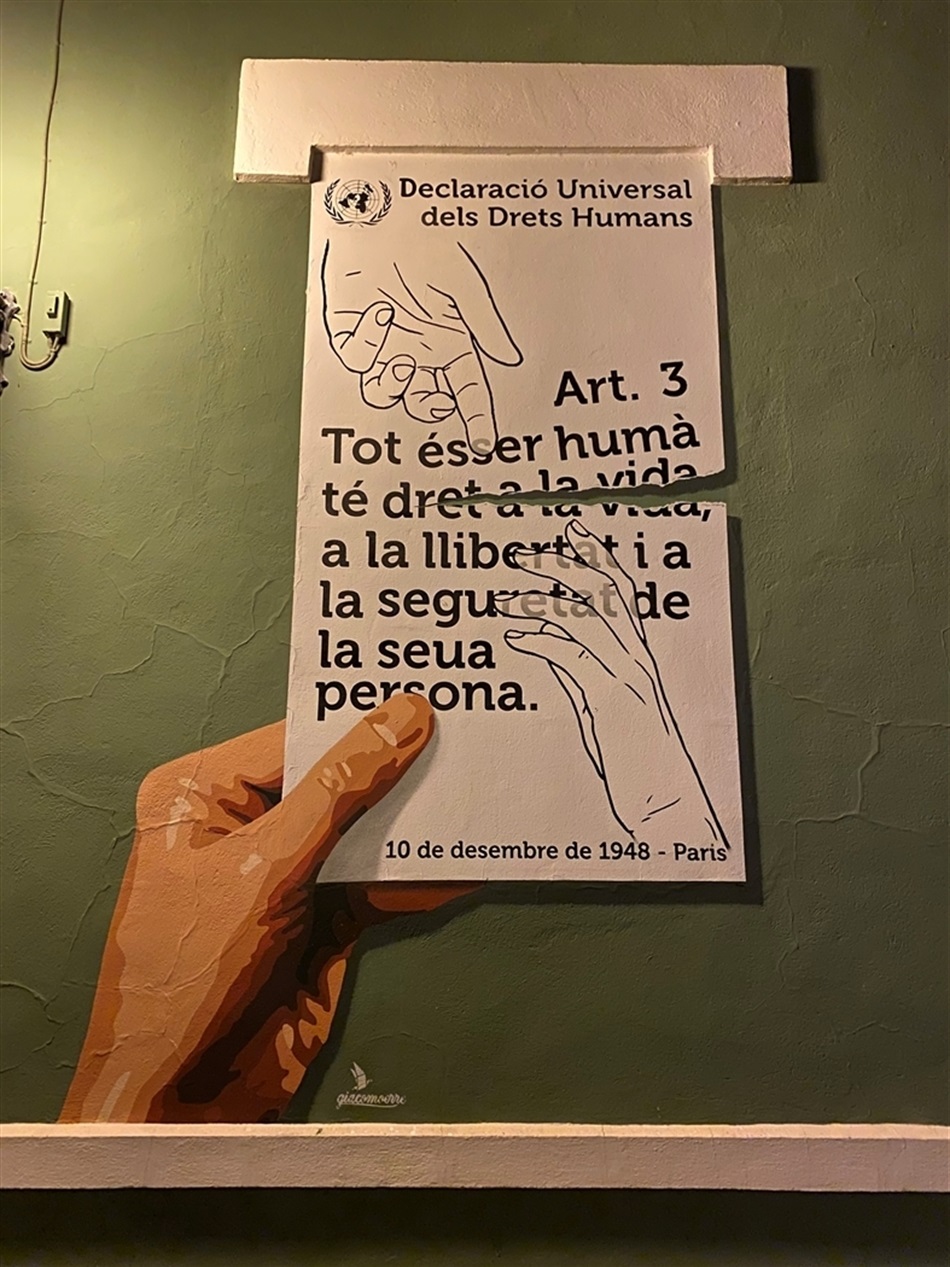 Declaració Universal
dels Drets Humans
Art. 3
Tot ésser humà
té dret a la vida,
a la llibertat i a
la seguretat de
la seua
persona.
10 de desembre de 1948 - Paris